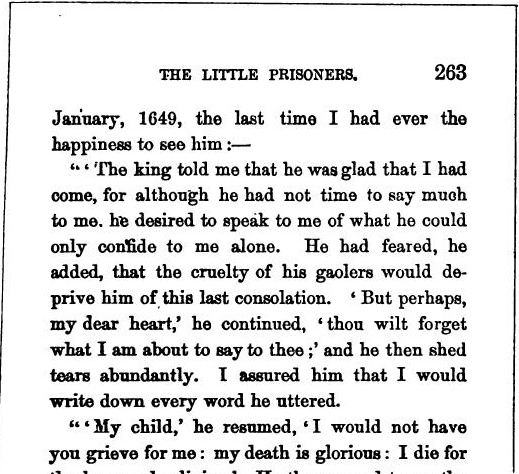 THE LITTLE PRISONERS. 263
January, 1649, the last time I had ever the
happiness to see him :—
"' 'The king told me that he was glad that I had
come, for although he had not time to say much
to me, he desired to speak to me of what he could
only confide to me alone. He had feared, he
added, that the cruelty of his gaolers would de-
prive him of this last consolation. ' But perhaps,
my dear heart,' he continued, ' thou wilt forget
what I am about to say to thee ;' and he then shed
tears abundantly. I assured him that I would
write down every word he uttered.
"' My child,' he resumed, ' I would not have
you grieve for me : my death is glorious : I die for